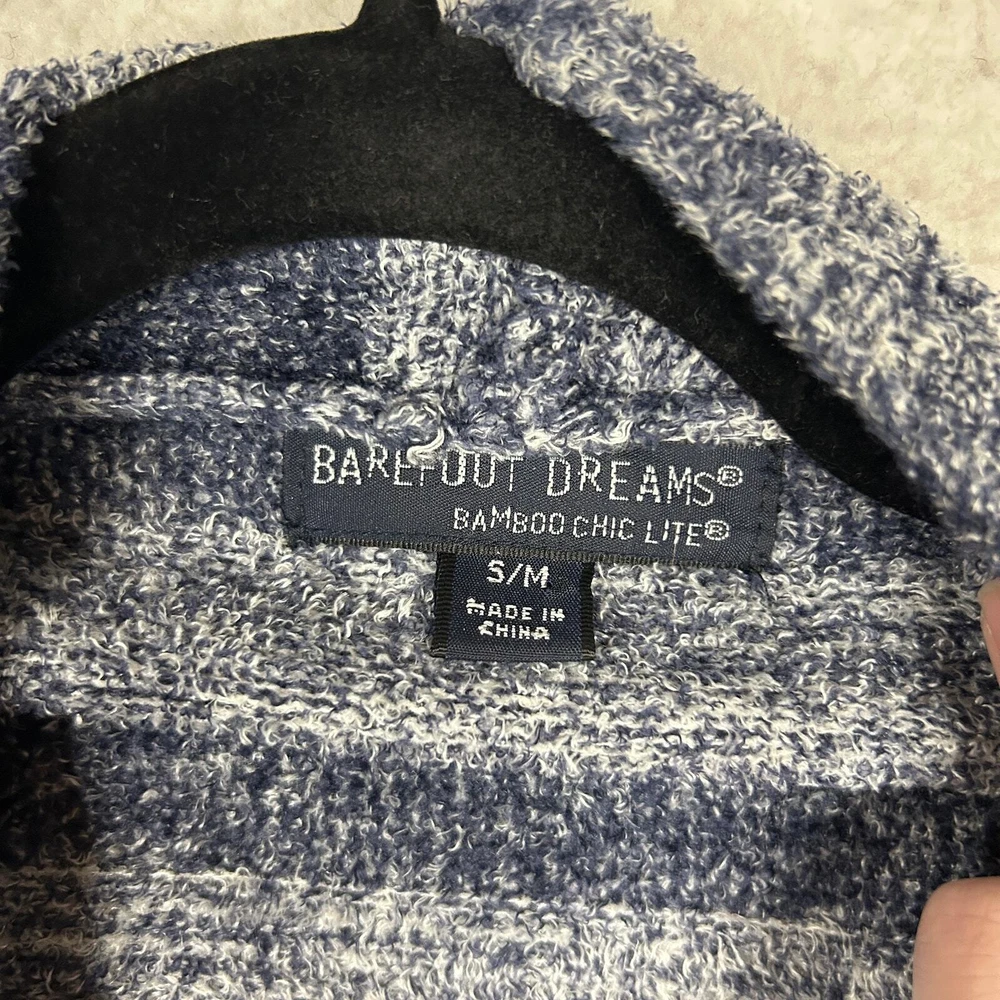 BAREFOOT DREAMS®
BAMBOO CHIC LITE®
S/M
MADE IN
CHINA